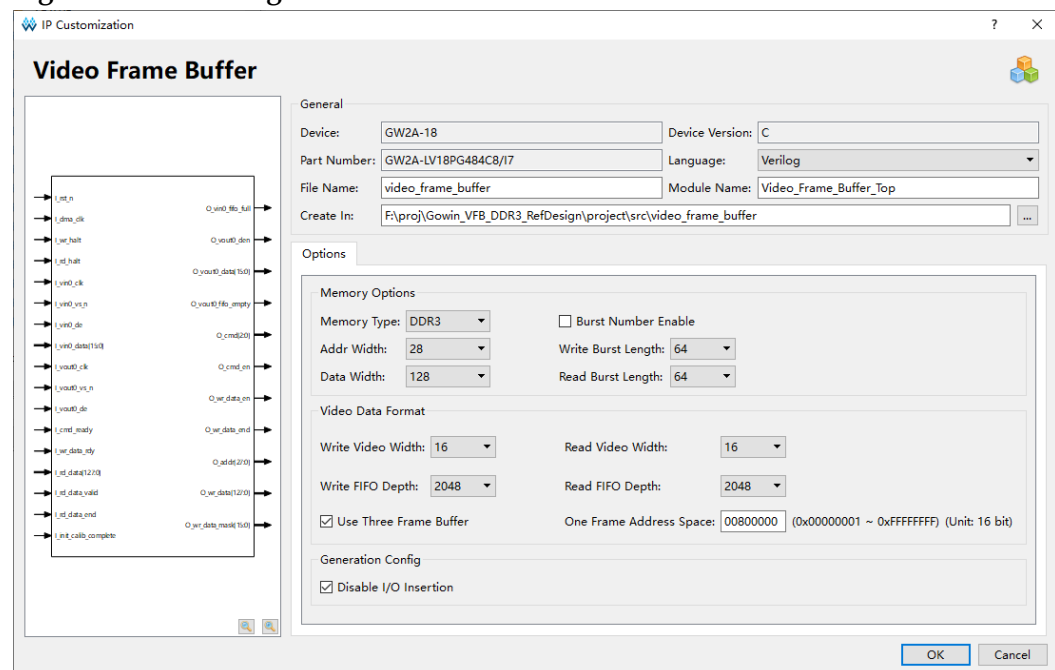 IP Customization ? ×
Video Frame Buffer
General
Device: GW2A-18 Device Version: C
Part Number: GW2A-LV18PG484C8/I7 Language: Verilog
File Name: video_frame_buffer Module Name: Video_Frame_Buffer_Top
Create In: F:\proj\Gowin_VFB_DDR3_RefDesign\project\src\video_frame_buffer ...
I_rst_n
I_dma_clk
I_wr_halt
I_rd_halt
I_vin0_clk
I_vin0_vs_n
I_vin0_de
I_vin0_data(15:0)
I_vout0_clk
I_vout0_vs_n
I_vout0_de
I_cmd_ready
I_wr_data_rdy
I_rd_data(127:0)
I_rd_data_valid
I_rd_data_end
I_init_calib_complete
O_vin0_fifo_full
O_vout0_den
O_vout0_data(15:0)
O_vout0_fifo_empty
O_cmd(2:0)
O_cmd_en
O_wr_data_en
O_wr_data_end
O_addr(27:0)
O_wr_data(127:0)
O_wr_data_mask(15:0)
Options
Memory Options
Memory Type: DDR3 Burst Number Enable
Addr Width: 28 Write Burst Length: 64
Data Width: 128 Read Burst Length: 64
Video Data Format
Write Video Width: 16 Read Video Width: 16
Write FIFO Depth: 2048 Read FIFO Depth: 2048
Use Three Frame Buffer One Frame Address Space: 00800000 (0x00000001 ~ 0xFFFFFFFF) (Unit: 16 bit)
Generation Config
Disable I/O Insertion
OK Cancel